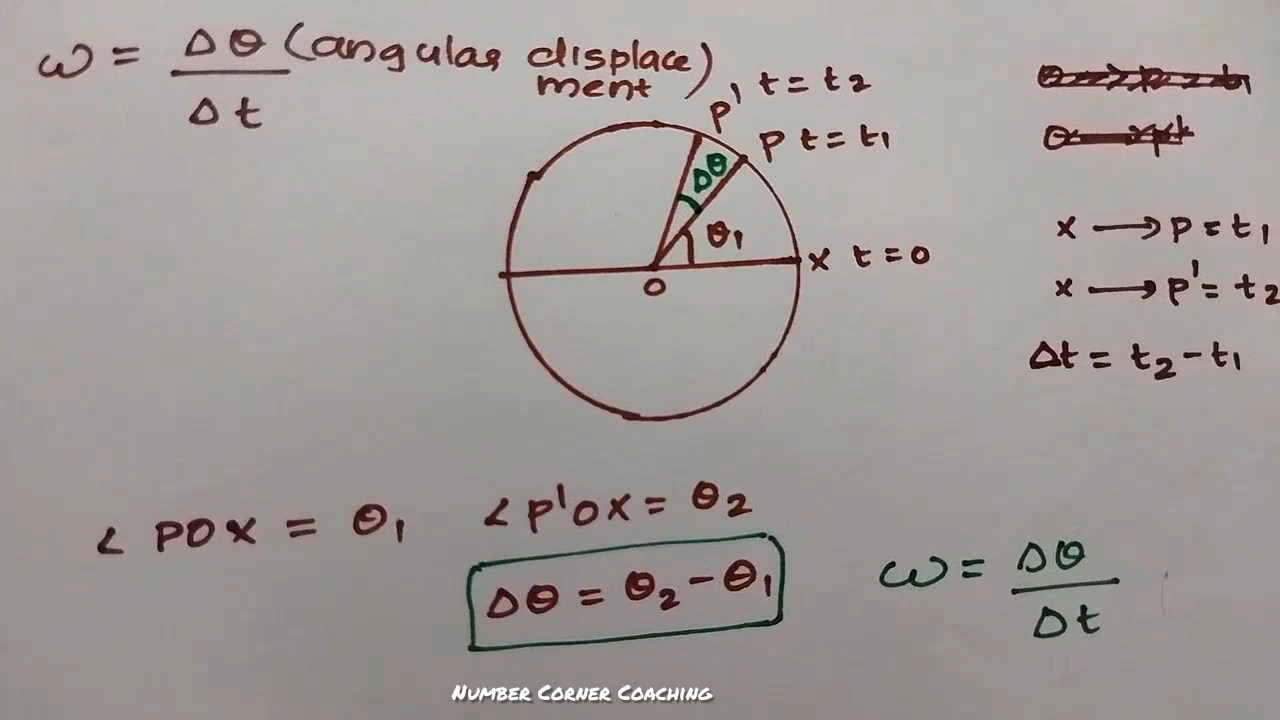 ω = Δθ (angular displacement)
Δt
P' t = t2
P t = t1
Δθ
θ1
x t = 0
O
x → P = t1
x → P' = t2
Δt = t2 - t1
∠ POX = θ1 ∠ P'OX = θ2
Δθ = θ2 - θ1
ω = Δθ
Δt
NUMBER CORNER COACHING